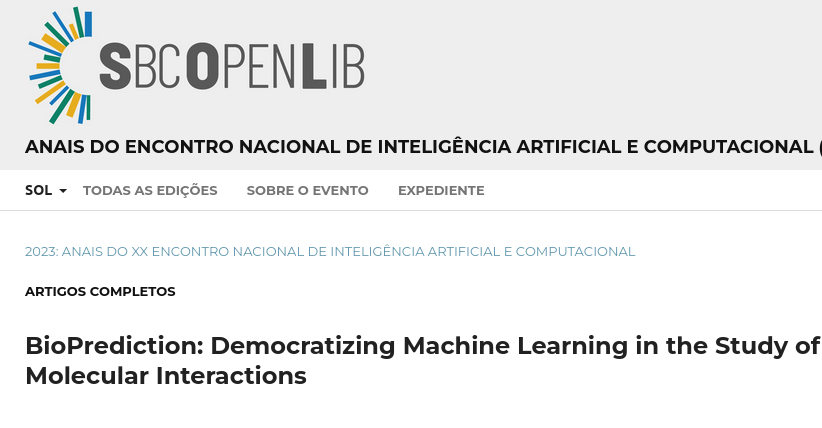 SBCOPENLIB
ANAIS DO ENCONTRO NACIONAL DE INTELIGÊNCIA ARTIFICIAL E COMPUTACIONAL (
SOL TODAS AS EDIÇÕES SOBRE O EVENTO EXPEDIENTE
2023: ANAIS DO XX ENCONTRO NACIONAL DE INTELIGÊNCIA ARTIFICIAL E COMPUTACIONAL
ARTIGOS COMPLETOS
BioPrediction: Democratizing Machine Learning in the Study of
Molecular Interactions